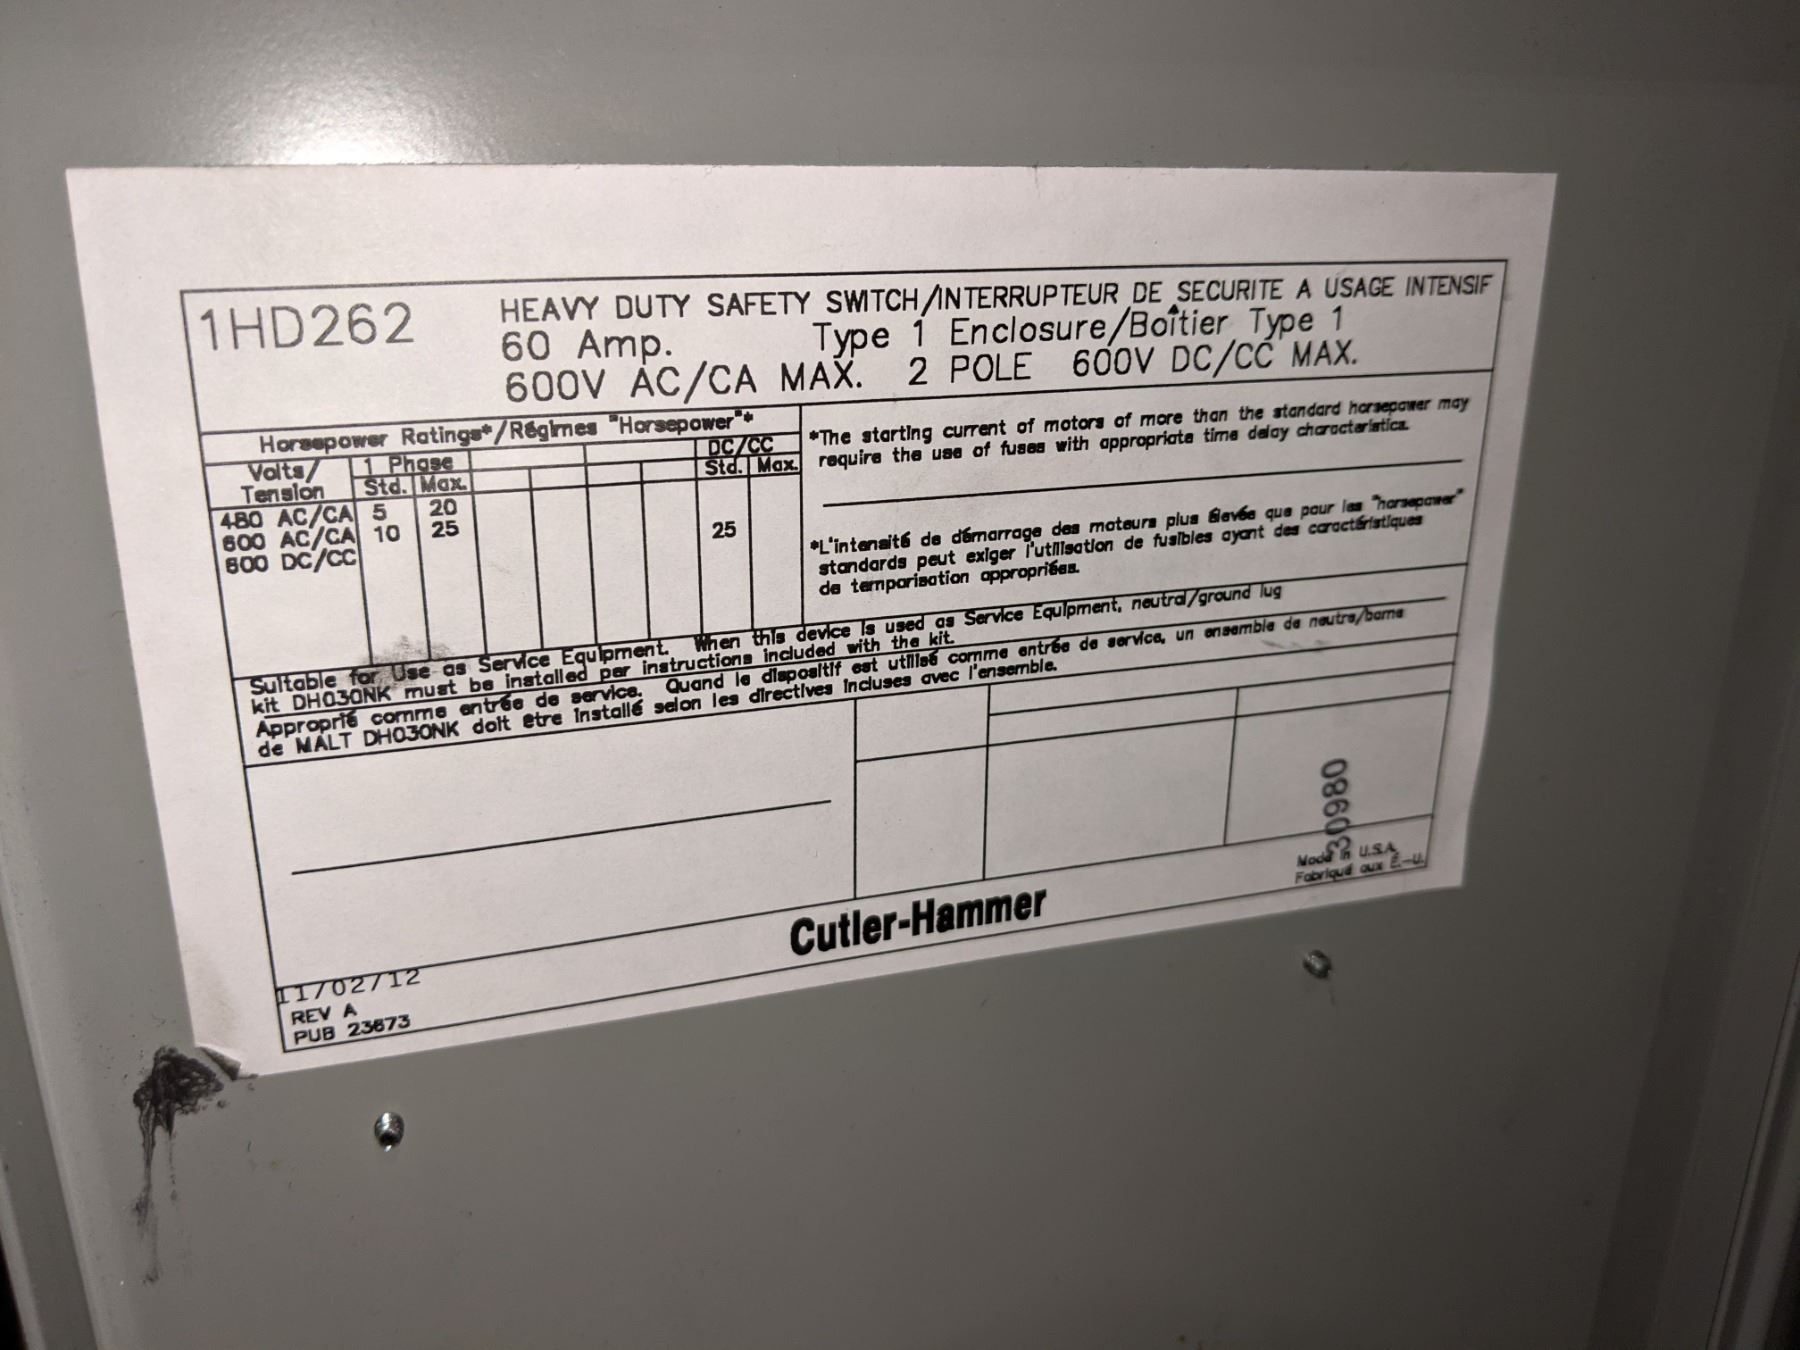 1HD262
HEAVY DUTY SAFETY SWITCH/INTERRUPTEUR DE SECURITE A USAGE INTENSIF
60 Amp. Type 1 Enclosure/Boîtier Type 1
600V AC/CA MAX. 2 POLE 600V DC/CC MAX.
Horsepower Ratings*/Régimes "Horsepower"*
Volts/ 1 Phase DC/CC
Tension Std. Max. Std. Max.
480 AC/CA 5 20
600 AC/CA 10 25 25
600 DC/CC
*The starting current of motors of more than the standard horsepower may
require the use of fuses with appropriate time delay characteristics.
*L'intensité de démarrage des moteurs plus élevée que pour les "horsepower"
standards peut exiger l'utilisation de fusibles ayant des caractéristiques
de temporisation appropriées.
Suitable for Use as Service Equipment. When this device is used as Service Equipment, neutral/ground lug
kit DH030NK must be installed per instructions included with the kit.
Approprié comme entrée de service. Quand le dispositif est utilisé comme entrée de service, un ensemble de neutre/borne
de MALT DH030NK doit etre installé selon les directives incluses avec l'ensemble.
30980
Made in U.S.A.
Fabriqué aux E.-U.
Cutler-Hammer
11/02/12
REV A
PUB 23673